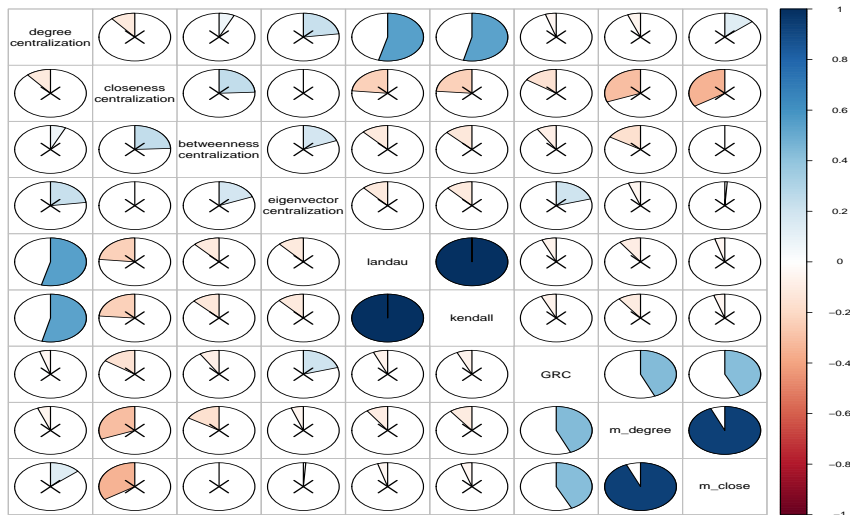 degree
centralization
closeness
centralization
betweenness
centralization
eigenvector
centralization
landau
kendall
GRC
m_degree
m_close
1
0.8
0.6
0.4
0.2
0
−0.2
−0.4
−0.6
−0.8
−1